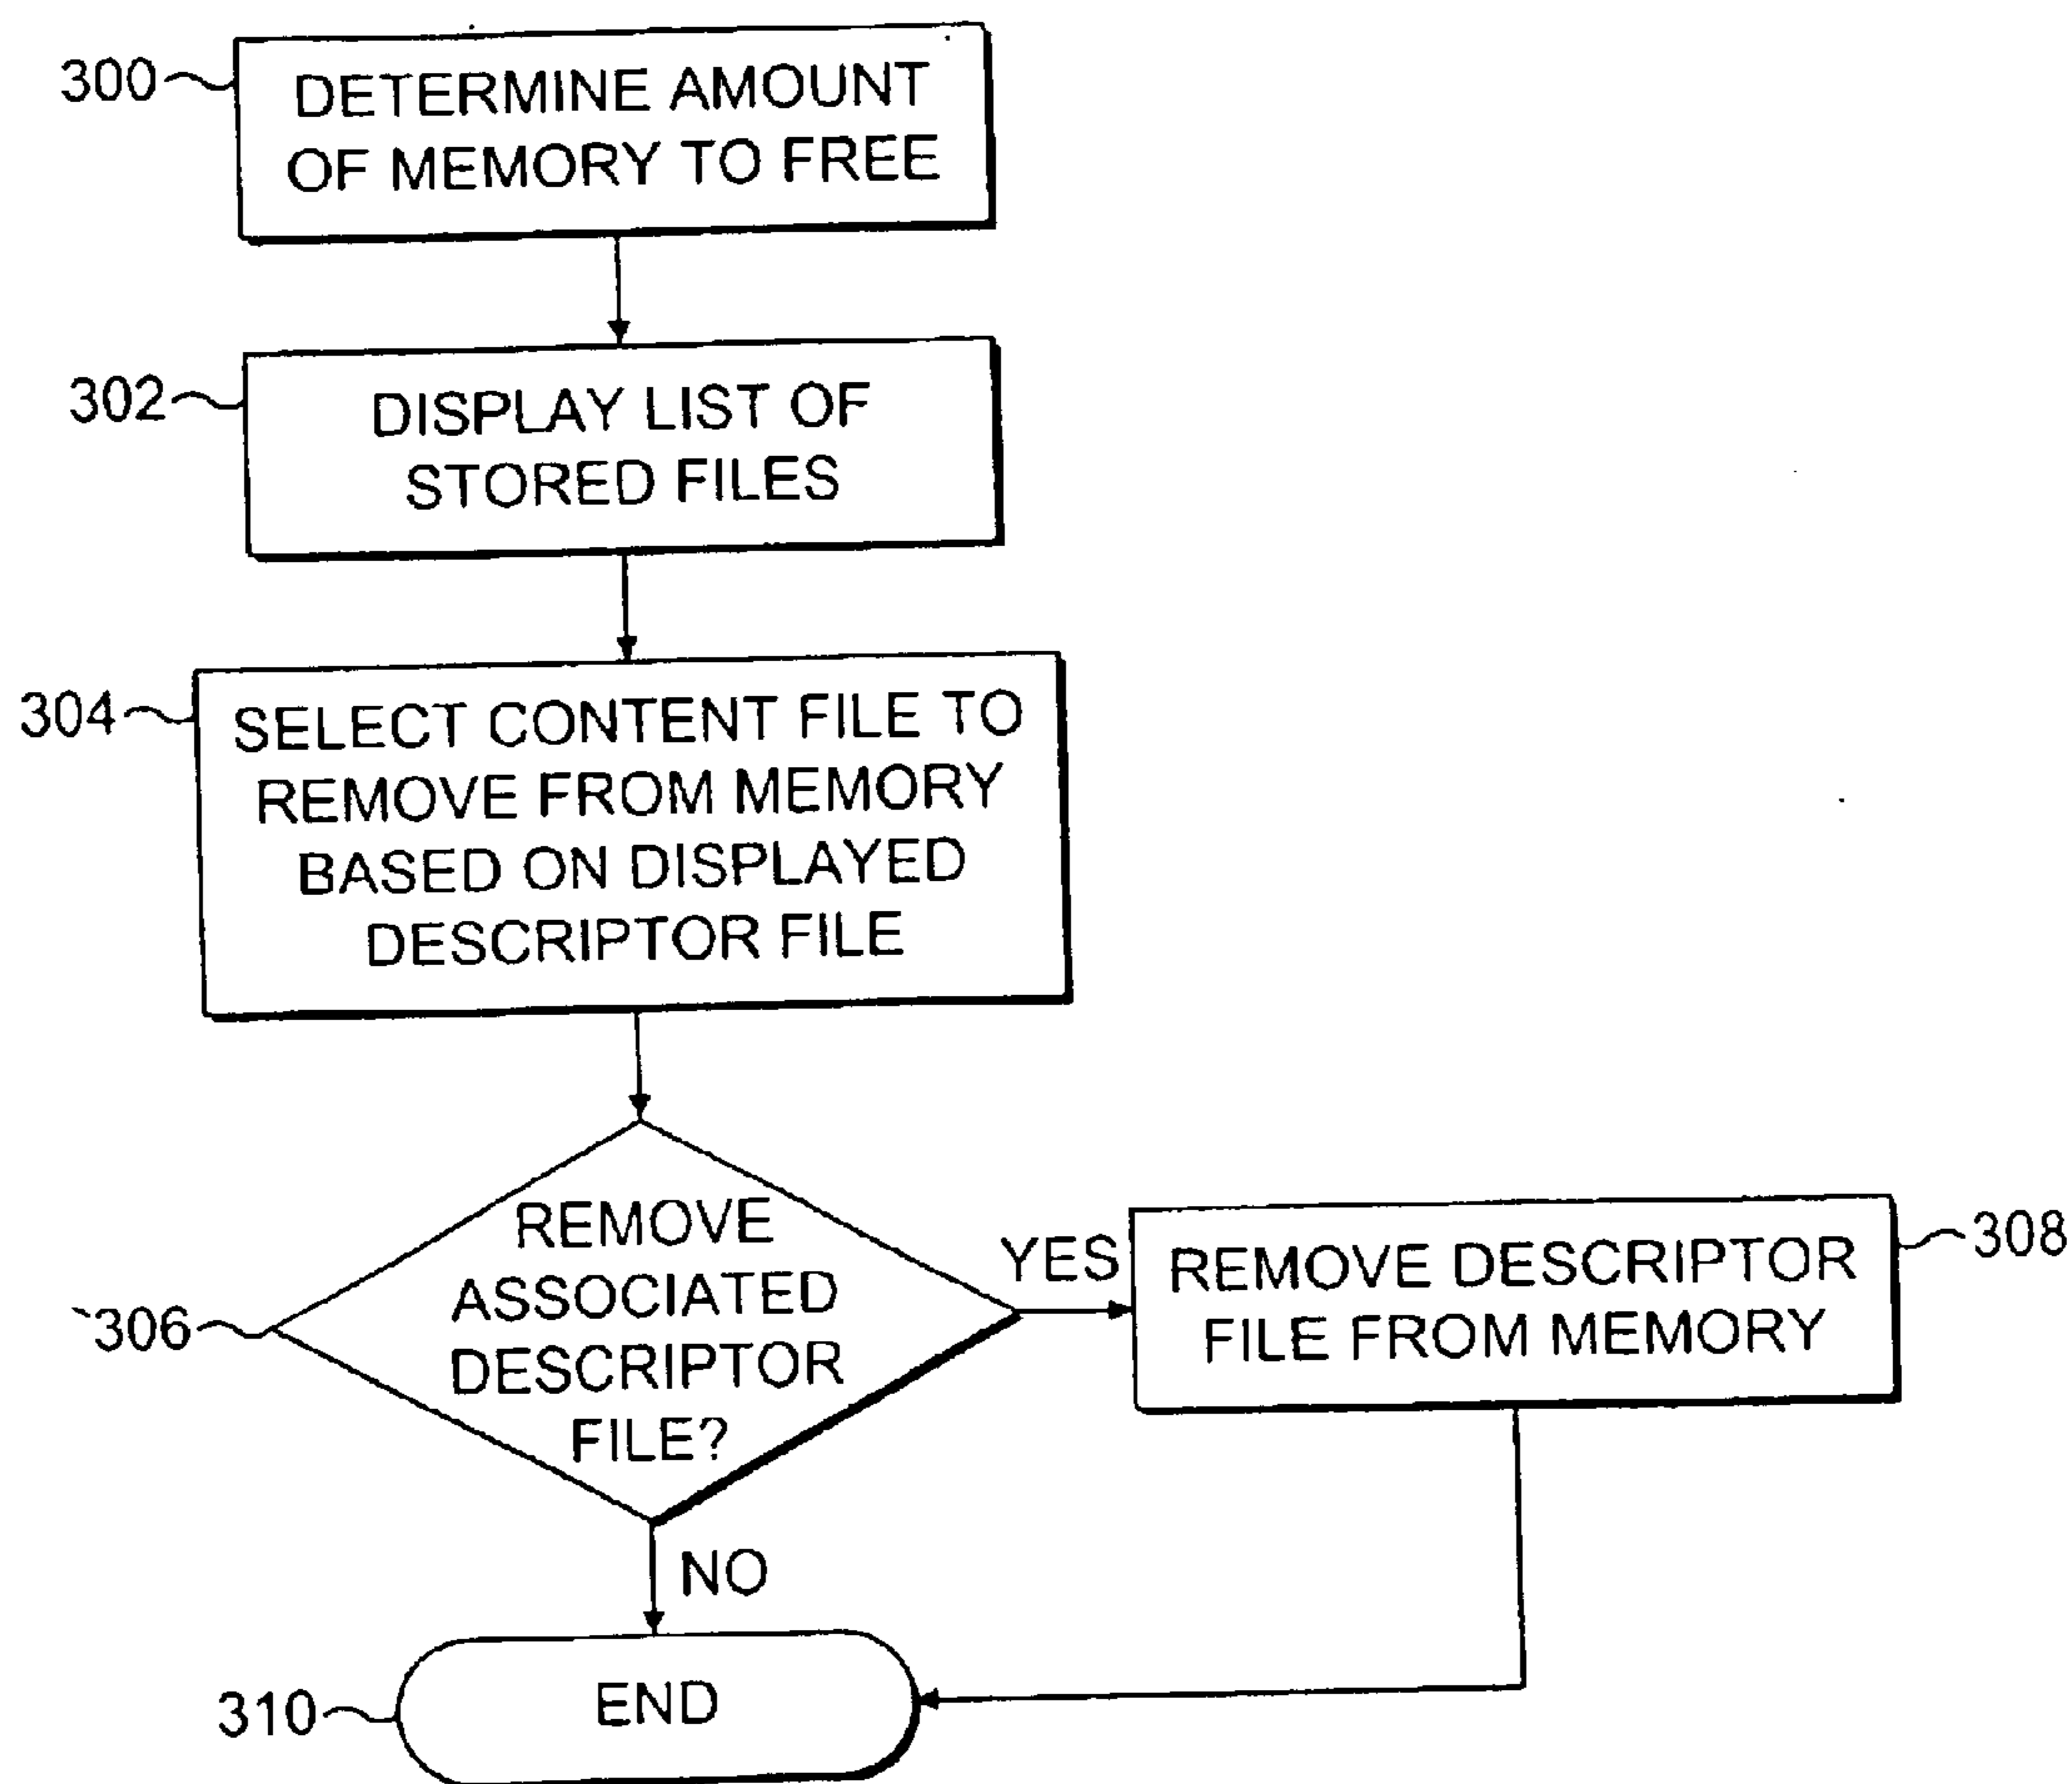 300
DETERMINE AMOUNT
OF MEMORY TO FREE
302
DISPLAY LIST OF
STORED FILES
304
SELECT CONTENT FILE TO
REMOVE FROM MEMORY
BASED ON DISPLAYED
DESCRIPTOR FILE
306
REMOVE
ASSOCIATED
DESCRIPTOR
FILE?
YES
REMOVE DESCRIPTOR
FILE FROM MEMORY
308
NO
310
END